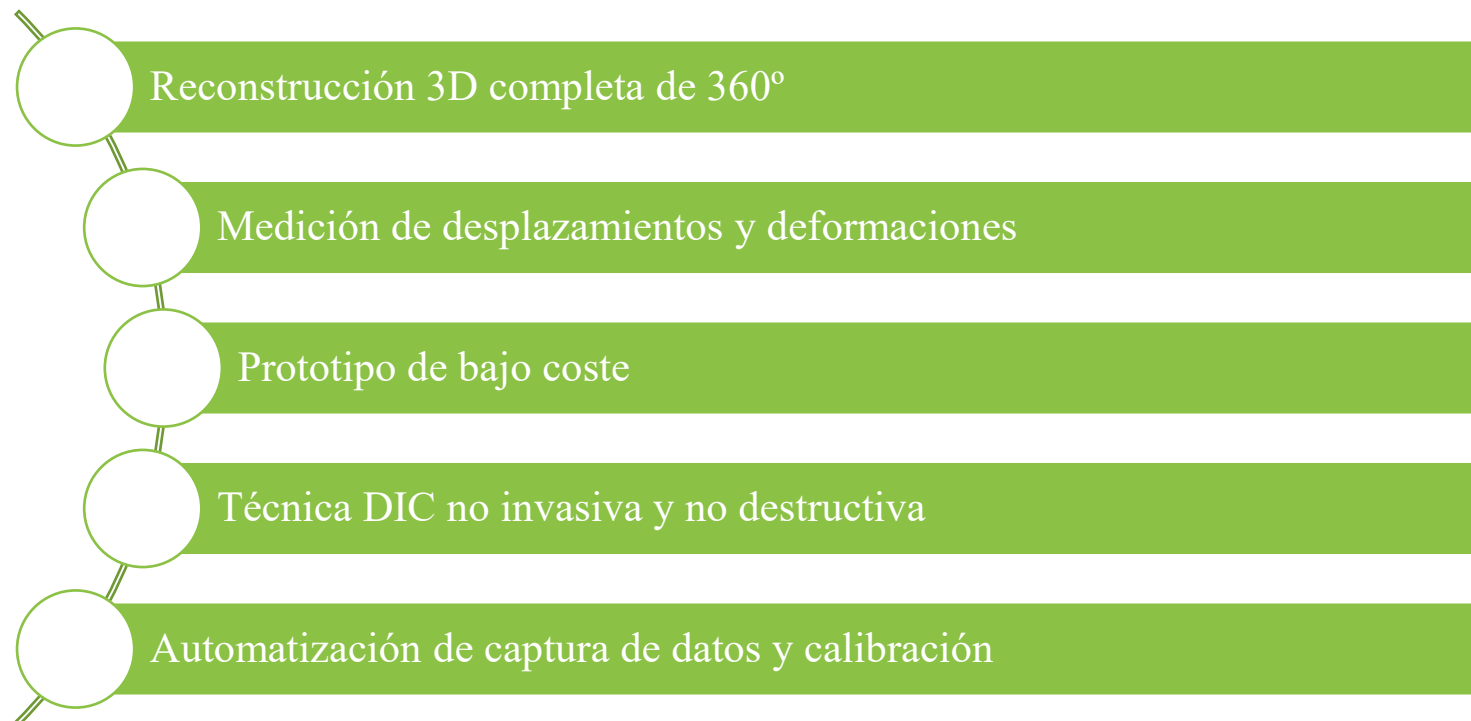 Reconstrucción 3D completa de 360º
Medición de desplazamientos y deformaciones
Prototipo de bajo coste
Técnica DIC no invasiva y no destructiva
Automatización de captura de datos y calibración